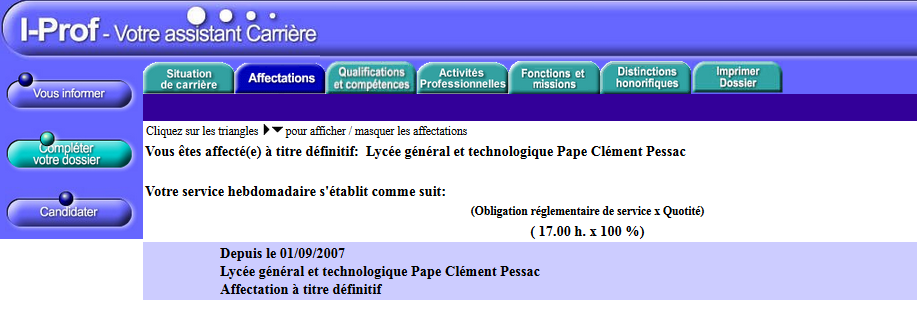 I-Prof - Votre assistant Carrière
Vous informer
Compléter
votre dossier
Candidater
Situation
de carrière
Affectations
Qualifications
et compétences
Activités
Professionnelles
Fonctions et
missions
Distinctions
honorifiques
Imprimer
Dossier
Cliquez sur les triangles pour afficher / masquer les affectations
Vous êtes affecté(e) à titre définitif: Lycée général et technologique Pape Clément Pessac
Votre service hebdomadaire s'établit comme suit:
(Obligation réglementaire de service x Quotité)
( 17.00 h. x 100 %)
Depuis le 01/09/2007
Lycée général et technologique Pape Clément Pessac
Affectation à titre définitif